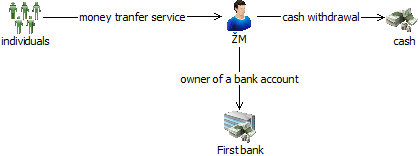 money tranfer service
cash withdrawal
individuals
ŽM
cash
owner of a bank account
First bank